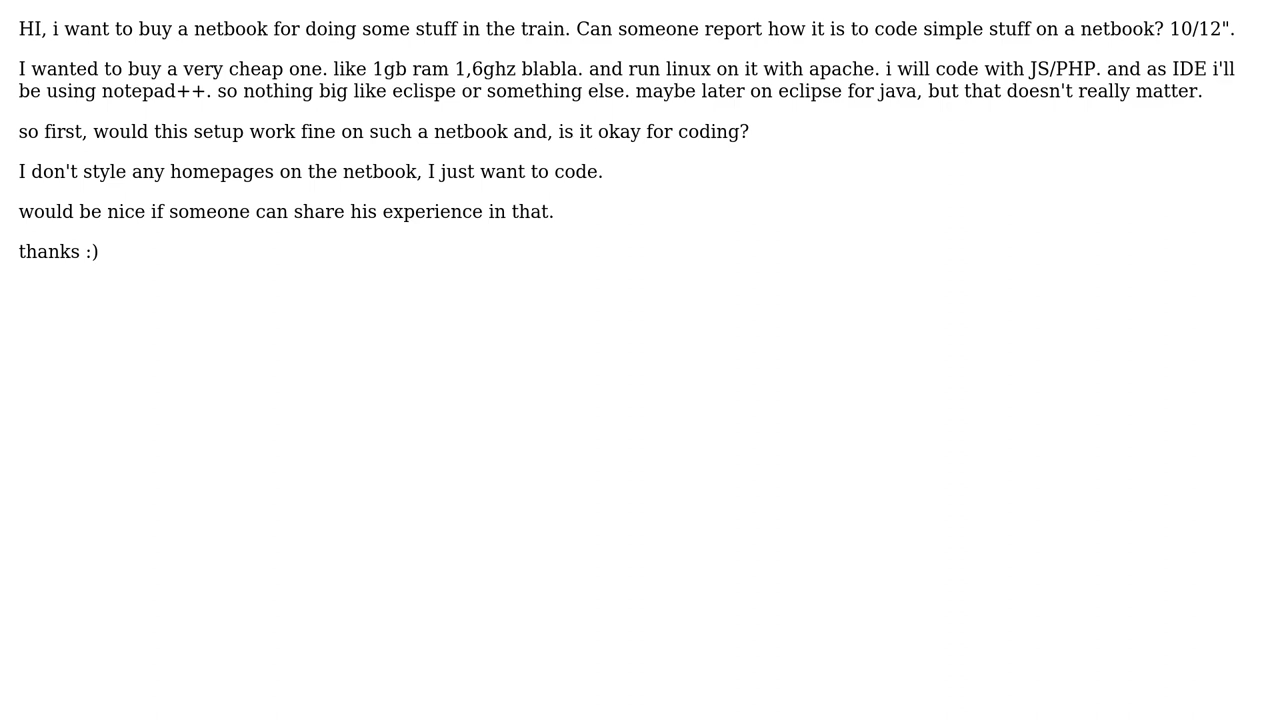 HI, i want to buy a netbook for doing some stuff in the train. Can someone report how it is to code simple stuff on a netbook? 10/12".
I wanted to buy a very cheap one. like 1gb ram 1,6ghz blabla. and run linux on it with apache. i will code with JS/PHP. and as IDE i'll
be using notepad++. so nothing big like eclispe or something else. maybe later on eclipse for java, but that doesn't really matter.
so first, would this setup work fine on such a netbook and, is it okay for coding?
I don't style any homepages on the netbook, I just want to code.
would be nice if someone can share his experience in that.
thanks :)